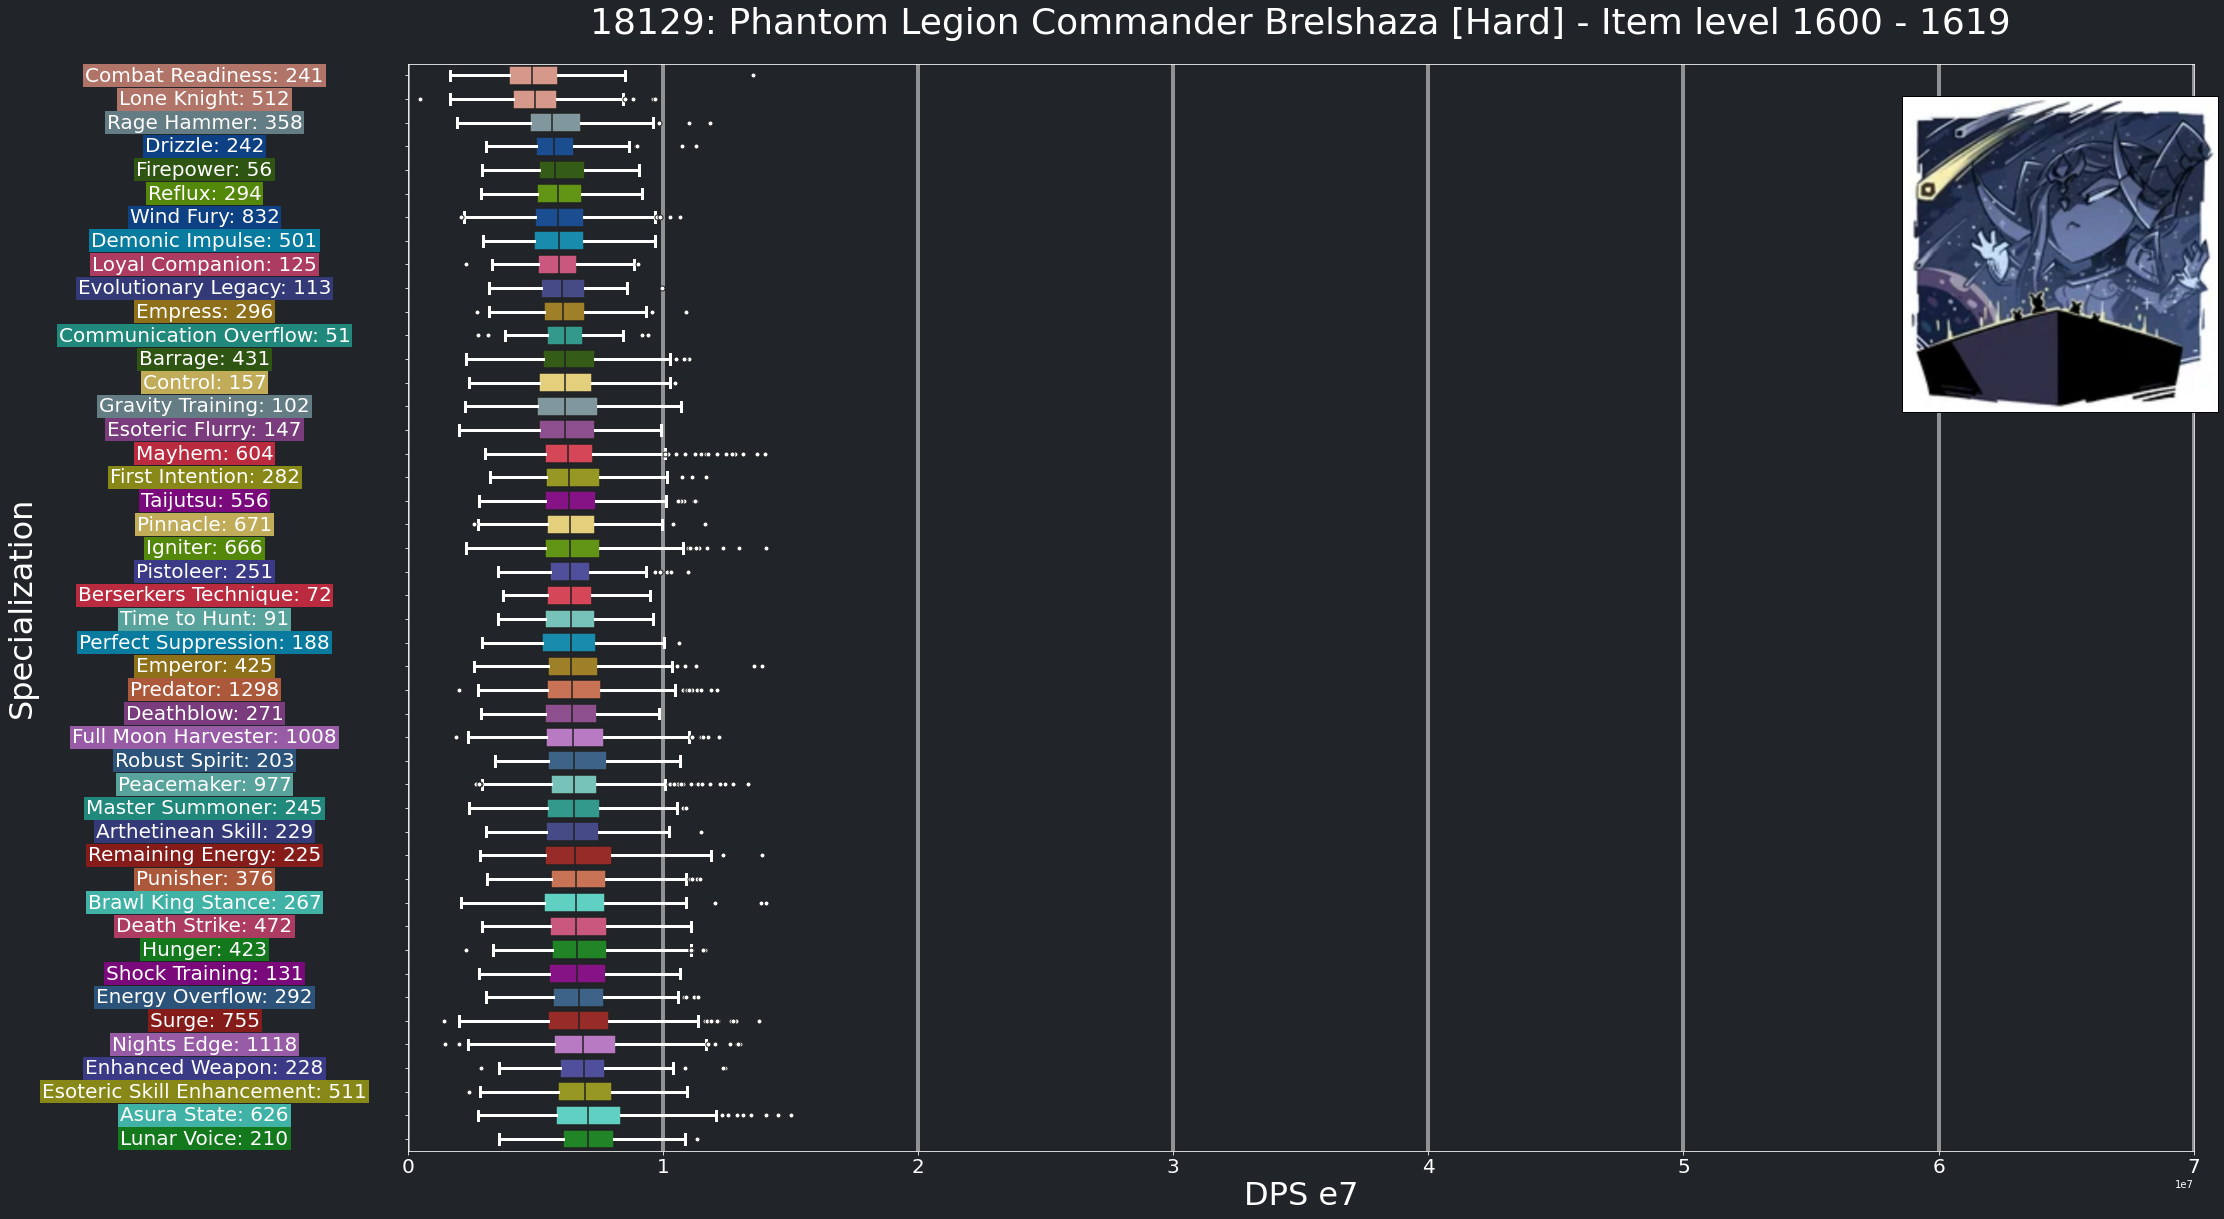 18129: Phantom Legion Commander Brelshaza [Hard] - Item level 1600 - 1619
Specialization
Combat Readiness: 241
Lone Knight: 512
Rage Hammer: 358
Drizzle: 242
Firepower: 56
Reflux: 294
Wind Fury: 832
Demonic Impulse: 501
Loyal Companion: 125
Evolutionary Legacy: 113
Empress: 296
Communication Overflow: 51
Barrage: 431
Control: 157
Gravity Training: 102
Esoteric Flurry: 147
Mayhem: 604
First Intention: 282
Taijutsu: 556
Pinnacle: 671
Igniter: 666
Pistoleer: 251
Berserkers Technique: 72
Time to Hunt: 91
Perfect Suppression: 188
Emperor: 425
Predator: 1298
Deathblow: 271
Full Moon Harvester: 1008
Robust Spirit: 203
Peacemaker: 977
Master Summoner: 245
Arthetinean Skill: 229
Remaining Energy: 225
Punisher: 376
Brawl King Stance: 267
Death Strike: 472
Hunger: 423
Shock Training: 131
Energy Overflow: 292
Surge: 755
Nights Edge: 1118
Enhanced Weapon: 228
Esoteric Skill Enhancement: 511
Asura State: 626
Lunar Voice: 210
0 1 2 3 4 5 6 7
1e7
DPS e7